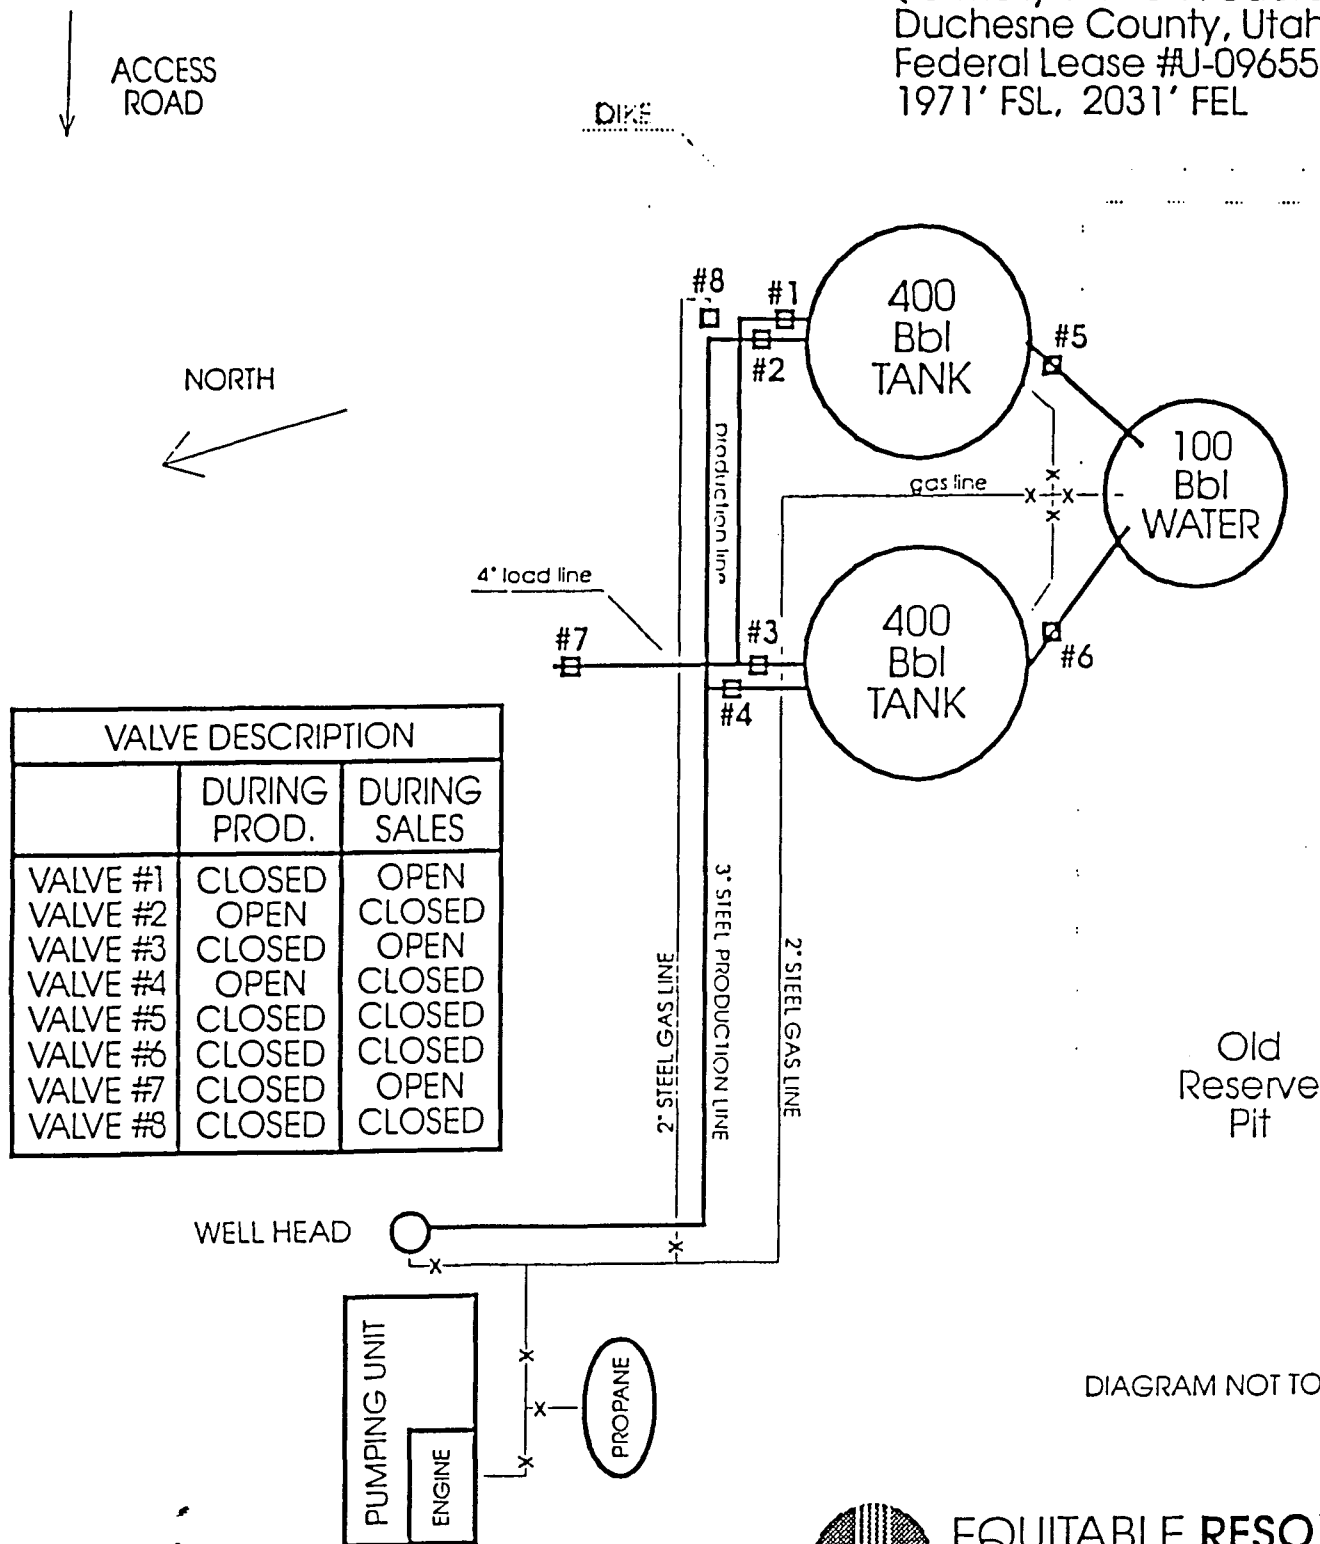 Duchesne County, Utah
Federal Lease #U-09655
1971' FSL, 2031' FEL
ACCESS
ROAD
DIKE
NORTH
#8
#1
#2
400
Bbl
TANK
#5
100
Bbl
WATER
production line
gas line
4" load line
#7
#3
#4
400
Bbl
TANK
#6
VALVE DESCRIPTION
DURING PROD.
DURING SALES
VALVE #1 CLOSED OPEN
VALVE #2 OPEN CLOSED
VALVE #3 CLOSED OPEN
VALVE #4 OPEN CLOSED
VALVE #5 CLOSED CLOSED
VALVE #6 CLOSED CLOSED
VALVE #7 CLOSED OPEN
VALVE #8 CLOSED CLOSED
2" STEEL GAS LINE
3" STEEL PRODUCTION LINE
2" STEEL GAS LINE
Old
Reserve
Pit
WELL HEAD
PUMPING UNIT
ENGINE
PROPANE
DIAGRAM NOT TO
EQUITABLE RESO